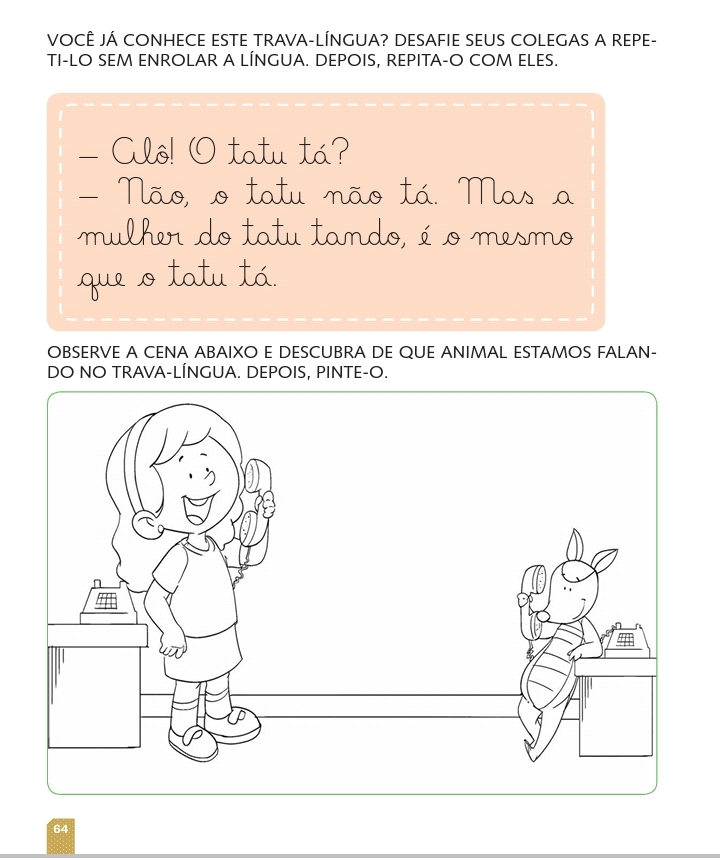 VOCÊ JÁ CONHECE ESTE TRAVA-LÍNGUA? DESAFIE SEUS COLEGAS A REPE-
TI-LO SEM ENROLAR A LÍNGUA. DEPOIS, REPITA-O COM ELES.
– Alô! O tatu tá?
– Não, o tatu não tá. Mas a
mulher do tatu tando, é o mesmo
que o tatu tá.
OBSERVE A CENA ABAIXO E DESCUBRA DE QUE ANIMAL ESTAMOS FALAN-
DO NO TRAVA-LÍNGUA. DEPOIS, PINTE-O.
64